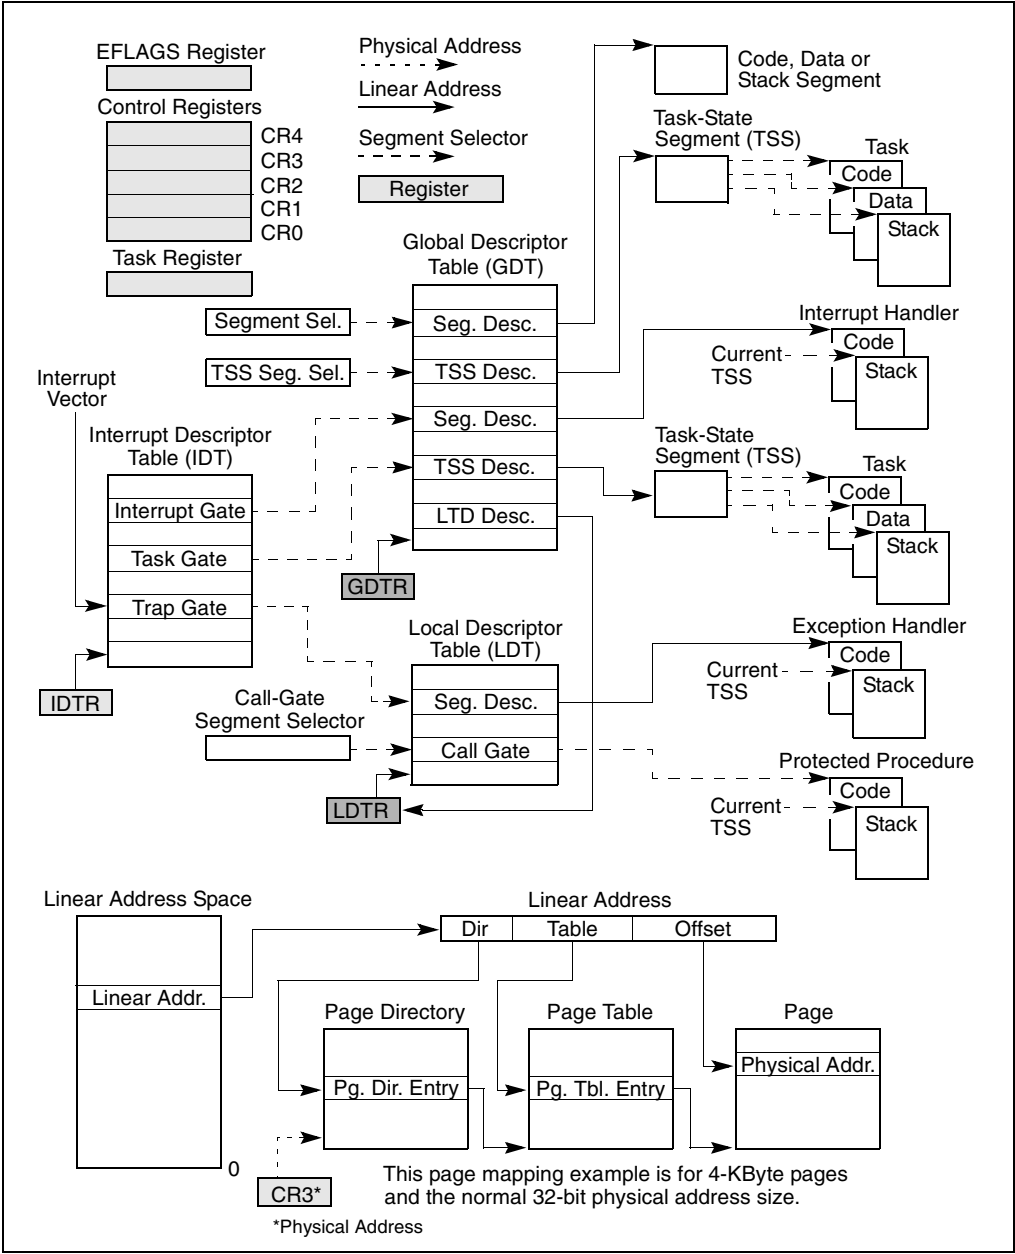 EFLAGS Register
Control Registers
CR4
CR3
CR2
CR1
CR0
Task Register
Physical Address
Linear Address
Segment Selector
Register
Code, Data or
Stack Segment
Task-State
Segment (TSS)
Task
Code
Data
Stack
Global Descriptor
Table (GDT)
Segment Sel.
Seg. Desc.
TSS Seg. Sel.
TSS Desc.
Seg. Desc.
TSS Desc.
LTD Desc.
GDTR
Interrupt Handler
Code
Stack
Current
TSS
Interrupt
Vector
Interrupt Descriptor
Table (IDT)
Interrupt Gate
Task Gate
Trap Gate
IDTR
Task-State
Segment (TSS)
Task
Code
Data
Stack
Local Descriptor
Table (LDT)
Seg. Desc.
Call Gate
LDTR
Call-Gate
Segment Selector
Exception Handler
Code
Stack
Current
TSS
Protected Procedure
Code
Stack
Current
TSS
Linear Address Space
Linear Addr.
0
Linear Address
Dir
Table
Offset
Page Directory
Pg. Dir. Entry
Page Table
Pg. Tbl. Entry
Page
Physical Addr.
CR3*
*Physical Address
This page mapping example is for 4-KByte pages
and the normal 32-bit physical address size.